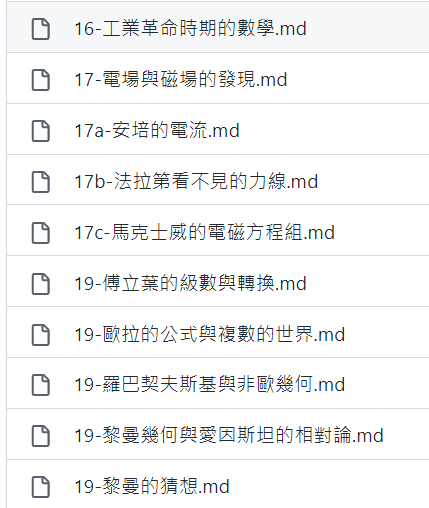 16-工業革命時期的數學.md
17-電場與磁場的發現.md
17a-安培的電流.md
17b-法拉第看不見的力線.md
17c-馬克士威的電磁方程組.md
19-傅立葉的級數與轉換.md
19-歐拉的公式與複數的世界.md
19-羅巴契夫斯基與非歐幾何.md
19-黎曼幾何與愛因斯坦的相對論.md
19-黎曼的猜想.md